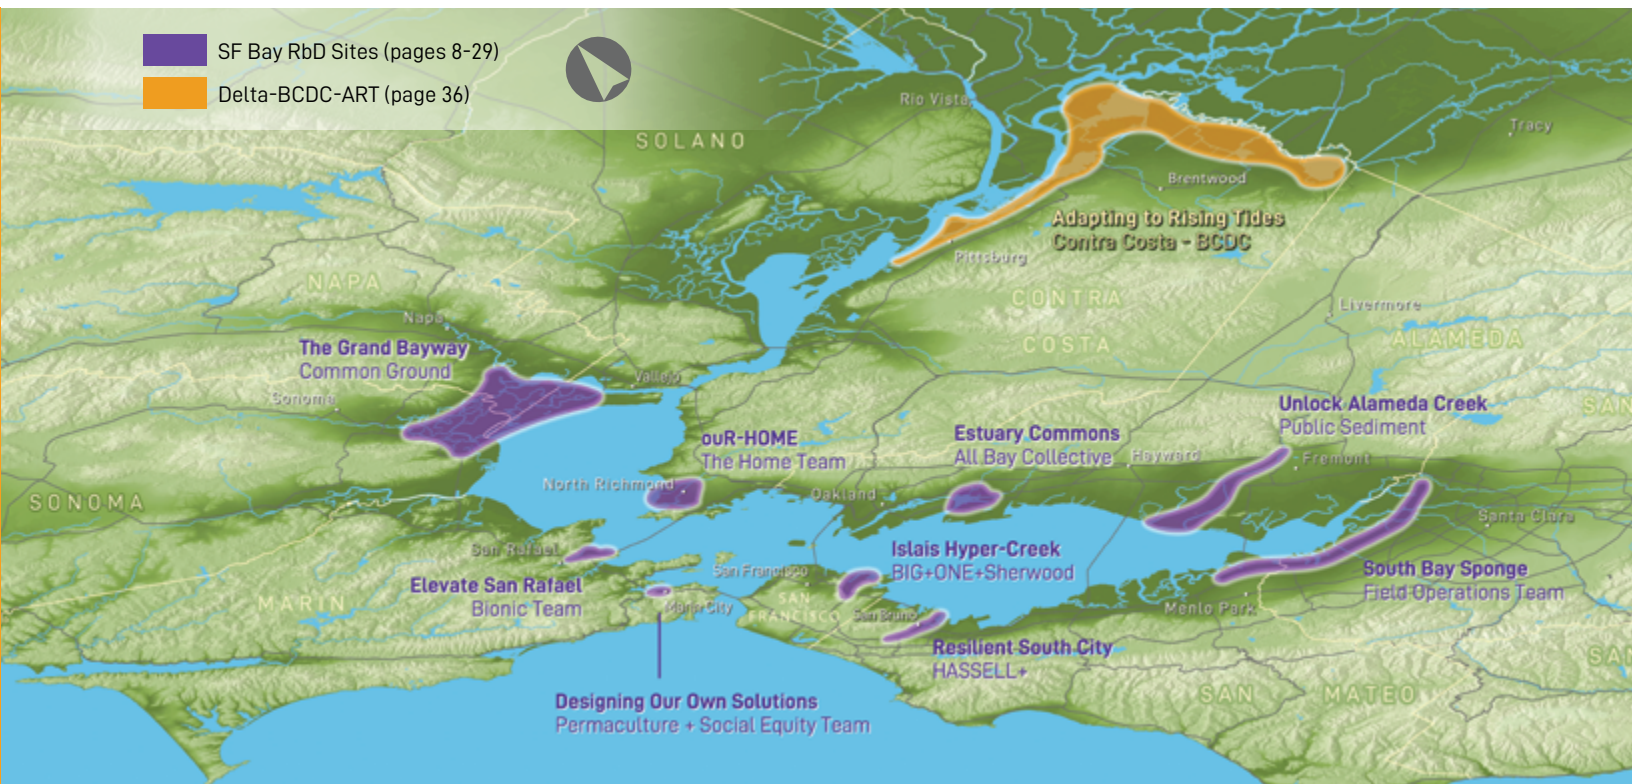 SF Bay RbD Sites (pages 8-29)
Delta-BCDC-ART (page 36)
Rio Vista
SOLANO
Tracy
Brentwood
Adapting to Rising Tides
Contra Costa - BCDC
Pittsburg
NAPA
CONTRA
COSTA
Livermore
ALAMEDA
Napa
The Grand Bayway
Common Ground
Sonoma
Vallejo
Unlock Alameda Creek
Public Sediment
SAN
ouR-HOME
The Home Team
Estuary Commons
All Bay Collective
Hayward
Fremont
North Richmond
Oakland
SONOMA
Santa Clara
San Rafael
Islais Hyper-Creek
BIG+ONE+Sherwood
San Francisco
South Bay Sponge
Field Operations Team
Elevate San Rafael
Bionic Team
MARIN
Marin City
SAN
FRANCISCO
San Bruno
Menlo Park
Resilient South City
HASSELL+
SAN
SAN MATEO
Designing Our Own Solutions
Permaculture + Social Equity Team